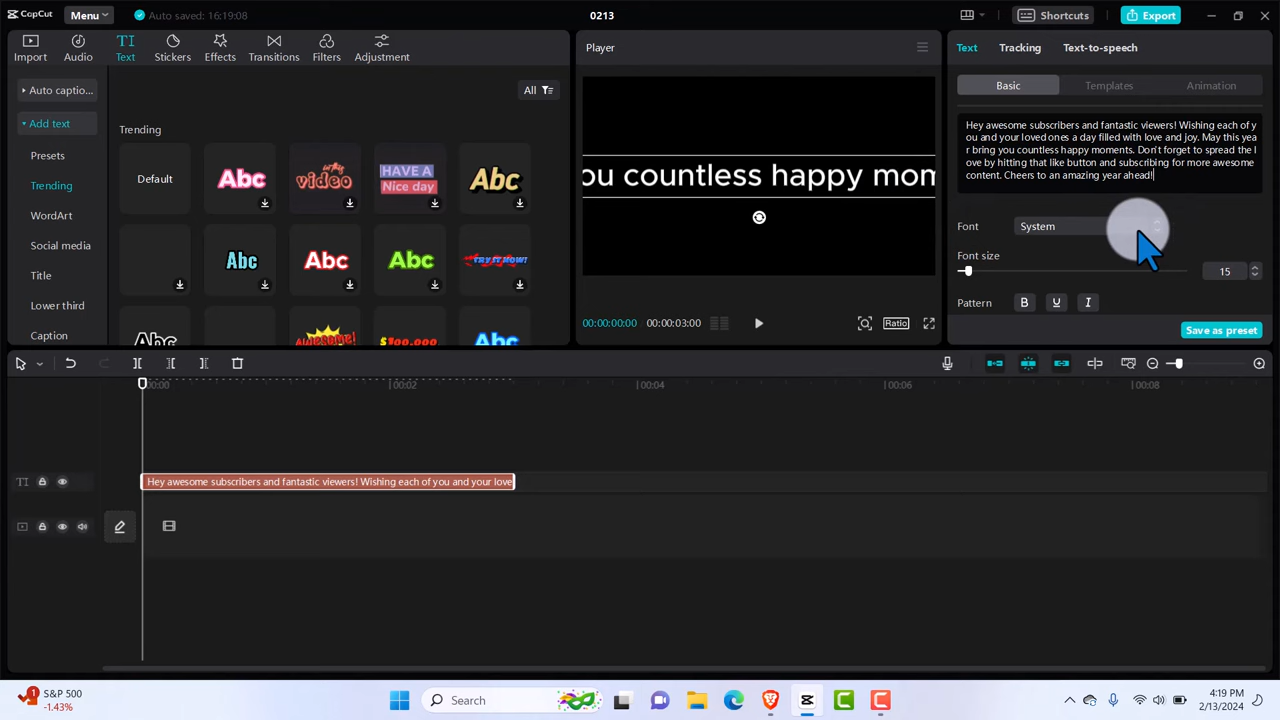 CapCut
Menu
Auto saved: 16:19:08
0213
Shortcuts
Export
Import
Audio
Text
Stickers
Effects
Transitions
Filters
Adjustment
Auto captio...
Add text
Presets
Trending
WordArt
Social media
Title
Lower third
Caption
All
Trending
Default
Abc
video
HAVE A
Nice day
Abc
Abc
Abc
Abc
TRY IT NOW!
Abc
AWESOME!
$100,000
Abc
Player
ou countless happy mom
00:00:00:00
00:00:03:00
Ratio
Text
Tracking
Text-to-speech
Basic
Templates
Animation
Hey awesome subscribers and fantastic viewers! Wishing each of y
ou and your loved ones a day filled with love and joy. May this yea
r bring you countless happy moments. Don't forget to spread the l
ove by hitting that like button and subscribing for more awesome
content. Cheers to an amazing year ahead!
Font
System
Font size
15
Pattern
B
U
I
Save as preset
00:00
00:02
00:04
00:06
00:08
TI
Hey awesome subscribers and fantastic viewers! Wishing each of you and your love
1
S&P 500
-1.43%
Search
4:19 PM
2/13/2024